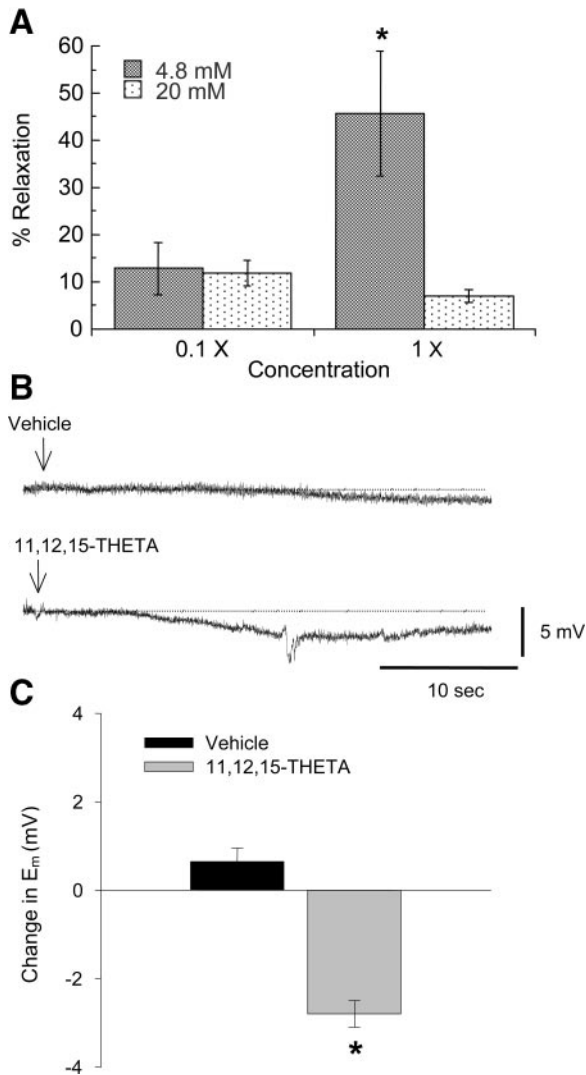 A
60
50
40
30
20
10
0
% Relaxation
4.8 mM
20 mM
*
0.1 X
1 X
Concentration
B
Vehicle
11,12,15-THETA
5 mV
10 sec
C
4
2
0
-2
-4
Change in Em (mV)
Vehicle
11,12,15-THETA
*